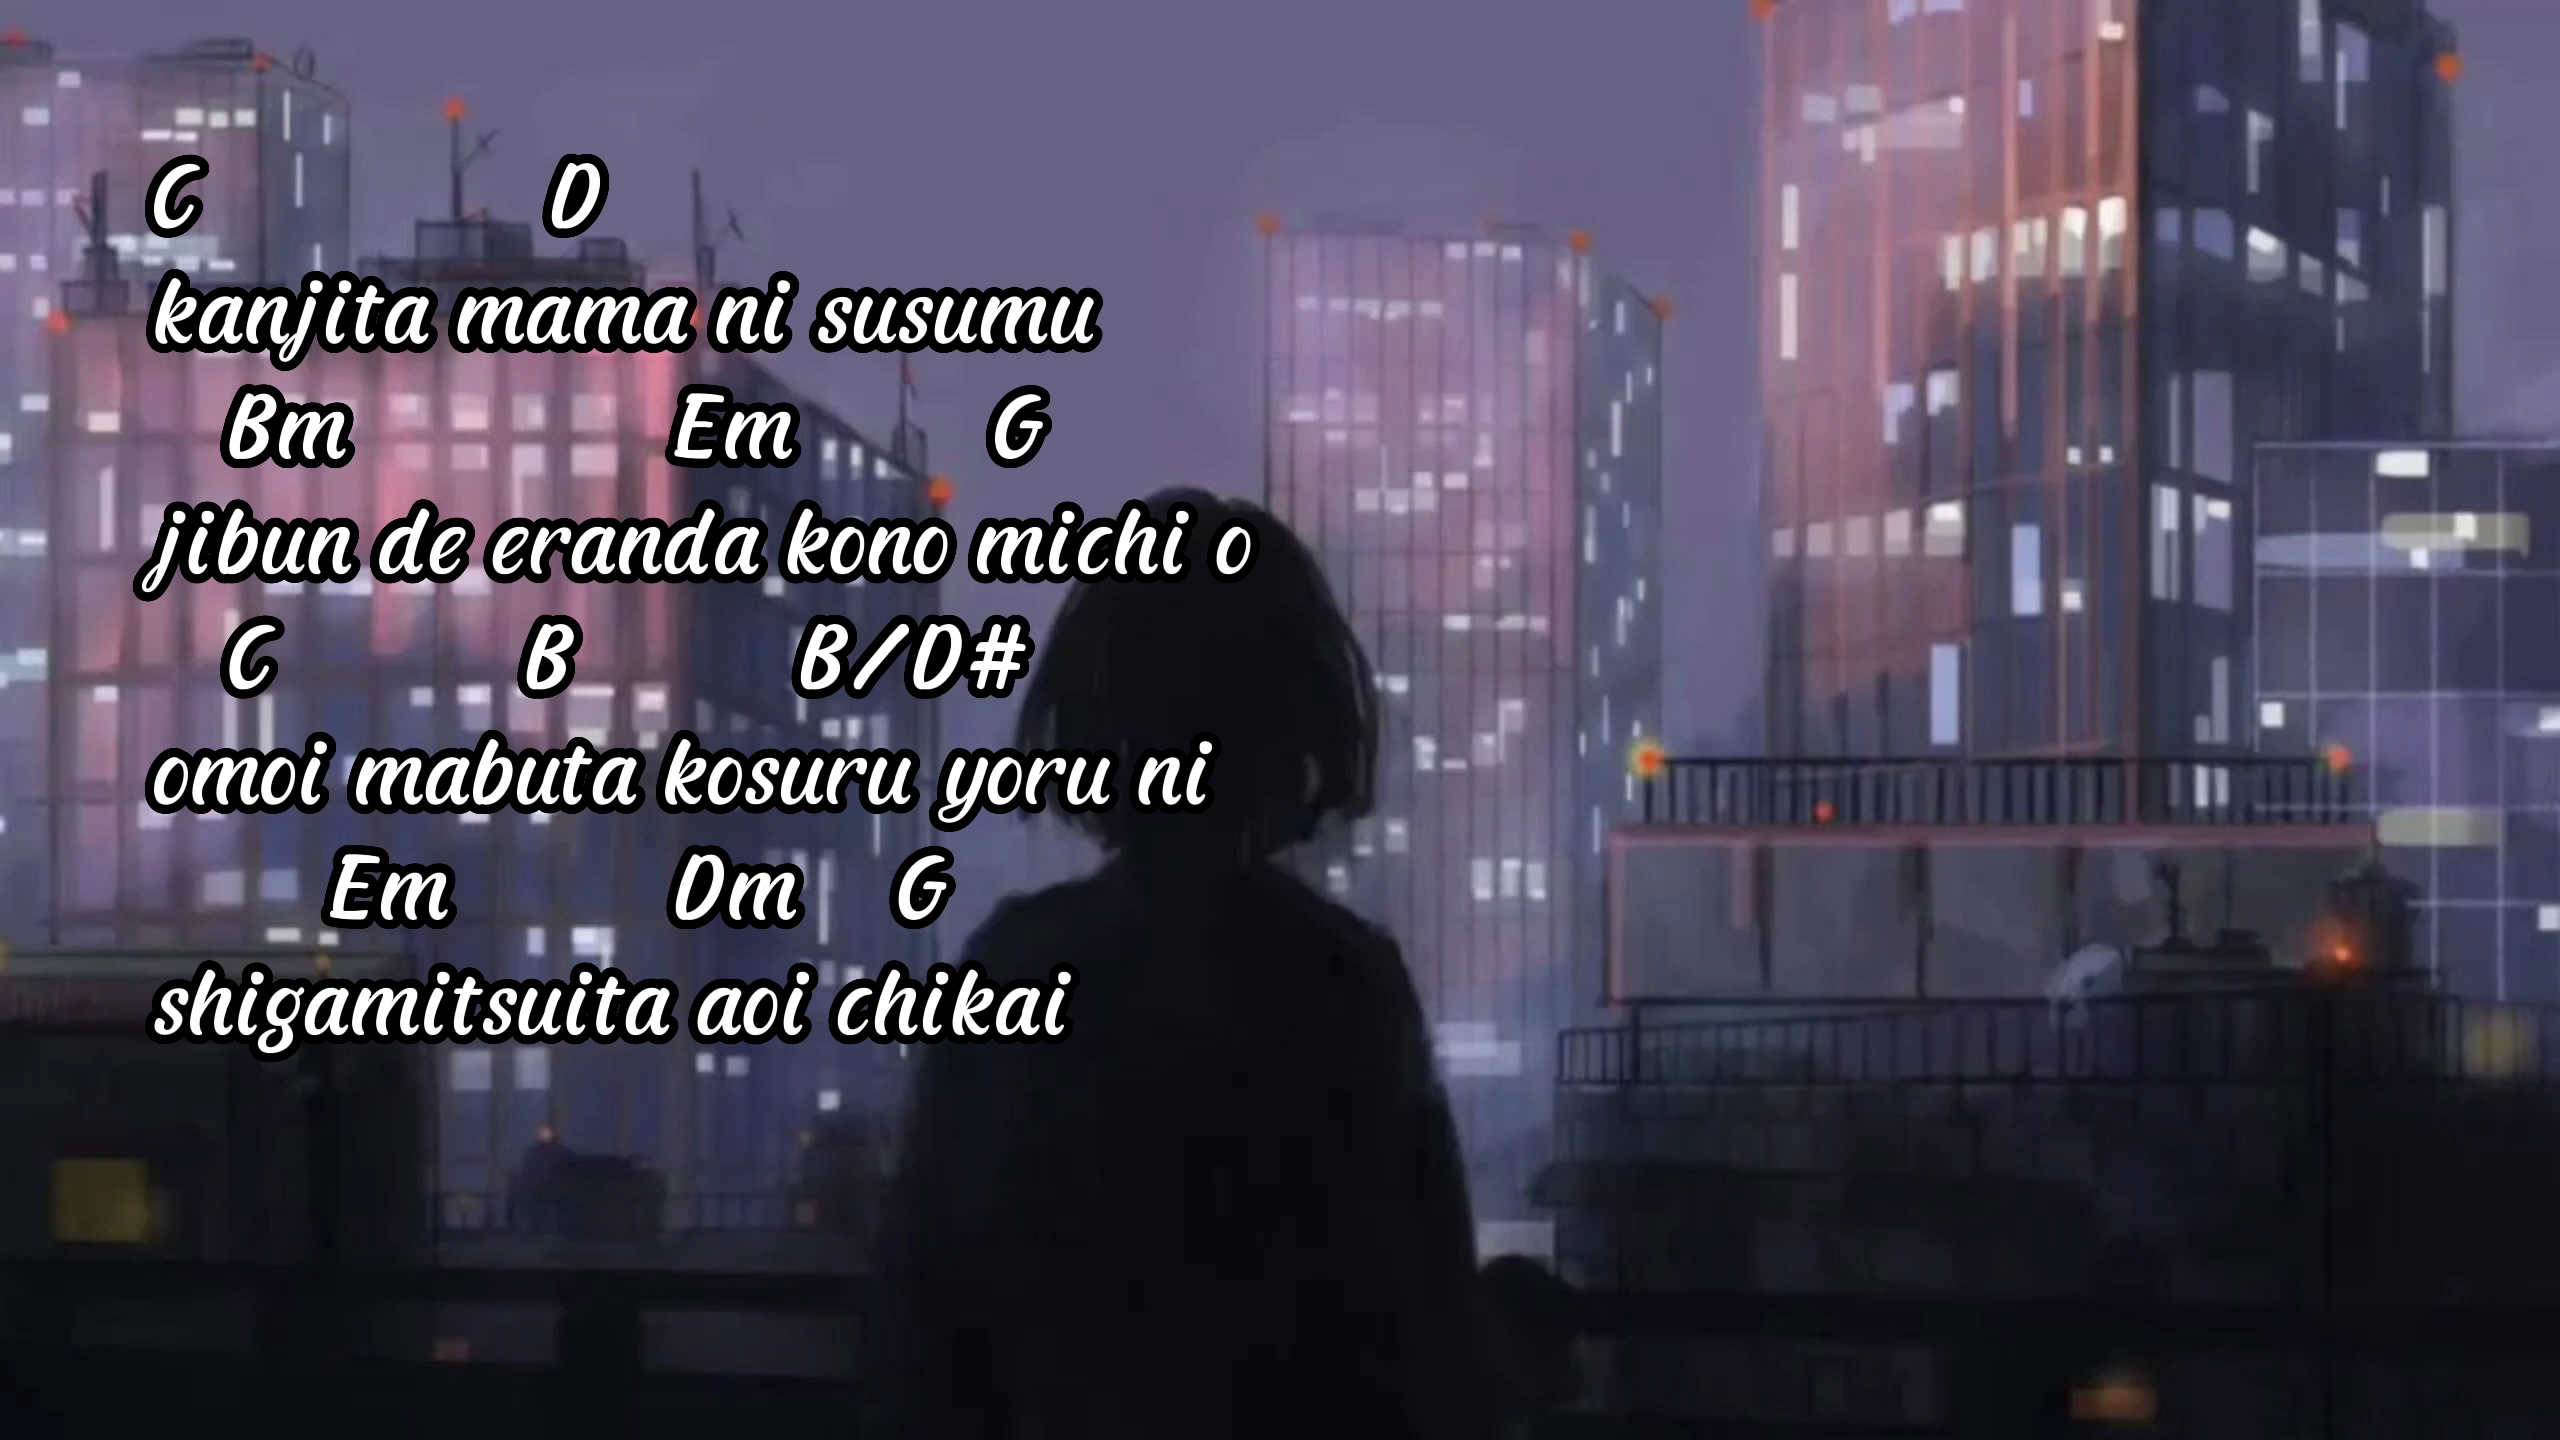 C D
kanjita mama ni susumu
Bm Em G
jibun de eranda kono michi o
C B B/D#
omoi mabuta kosuru yoru ni
Em Dm G
shigamitsuita aoi chikai